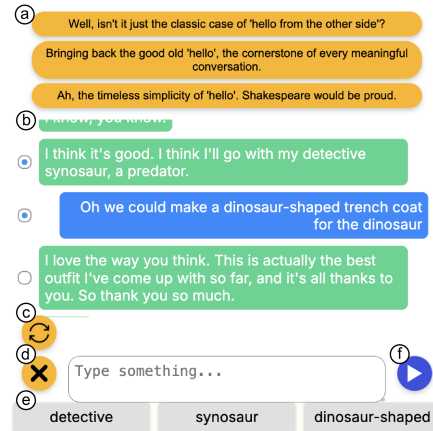 a
Well, isn't it just the classic case of 'hello from the other side'?
Bringing back the good old 'hello', the cornerstone of every meaningful
conversation.
Ah, the timeless simplicity of 'hello'. Shakespeare would be proud.
b
I know, you know.
I think it's good. I think I'll go with my detective
synosaur, a predator.
Oh we could make a dinosaur-shaped trench coat
for the dinosaur
I love the way you think. This is actually the best
outfit I've come up with so far, and it's all thanks to
you. So thank you so much.
c
d
f
Type something...
e
detective synosaur dinosaur-shaped